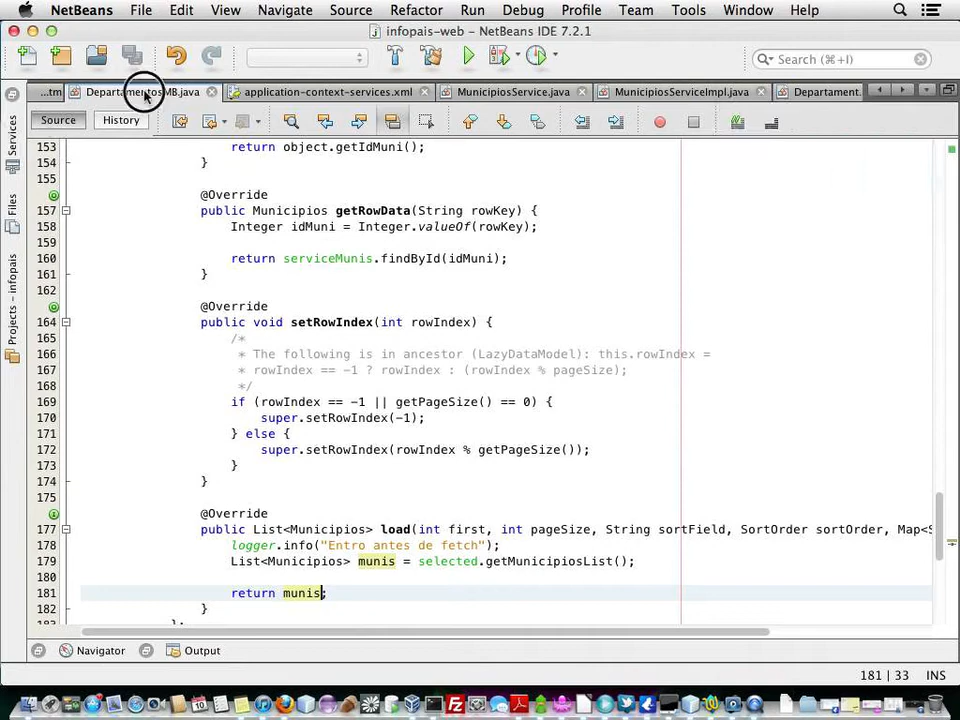 NetBeans File Edit View Navigate Source Refactor Run Debug Profile Team Tools Window Help
infopais-web - NetBeans IDE 7.2.1
Search (⌘+I)
...tm DepartamentosMB.java application-context-services.xml MunicipiosService.java MunicipiosServiceImpl.java Department.
Source History
Services
Files
Projects - infopais
153 return object.getIdMuni();
154 }
155
@Override
157 public Municipios getRowData(String rowKey) {
158 Integer idMuni = Integer.valueOf(rowKey);
159
160 return serviceMunis.findById(idMuni);
161 }
162
@Override
164 public void setRowIndex(int rowIndex) {
165 /*
166 * The following is in ancestor (LazyDataModel): this.rowIndex =
167 * rowIndex == -1 ? rowIndex : (rowIndex % pageSize);
168 */
169 if (rowIndex == -1 || getPageSize() == 0) {
170 super.setRowIndex(-1);
171 } else {
172 super.setRowIndex(rowIndex % getPageSize());
173 }
174 }
175
@Override
177 public List<Municipios> load(int first, int pageSize, String sortField, SortOrder sortOrder, Map<S
178 logger.info("Entro antes de fetch");
179 List<Municipios> munis = selected.getMunicipiosList();
180
181 return munis;
182 }
183 };
Navigator Output
181 | 33 INS